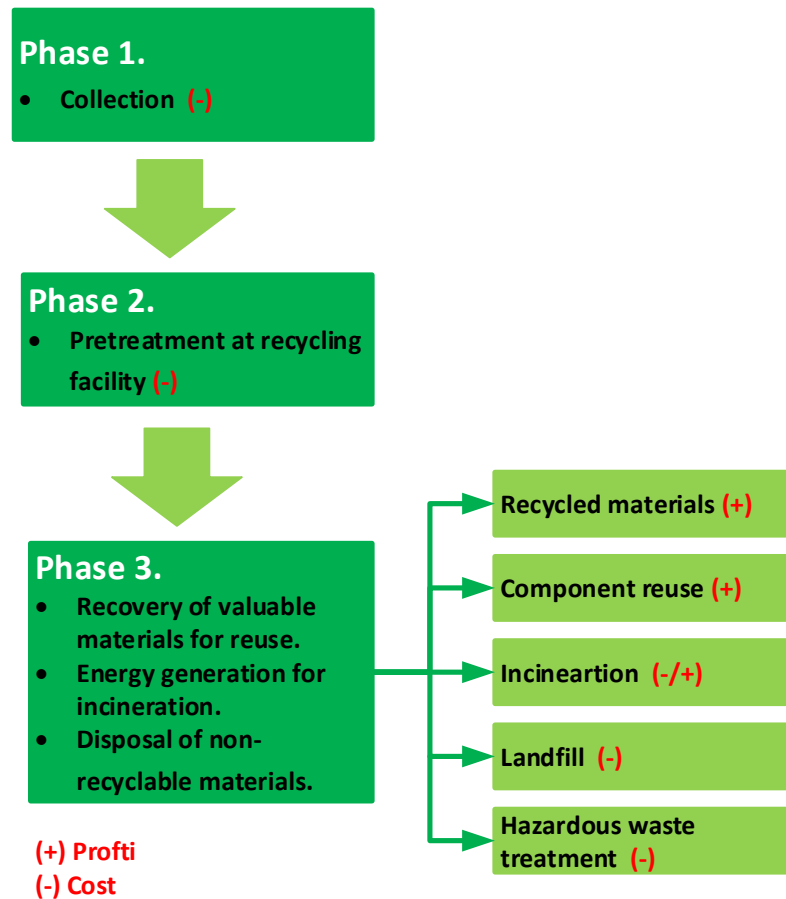 Phase 1.
• Collection (-)
Phase 2.
• Pretreatment at recycling
facility (-)
Phase 3.
• Recovery of valuable
materials for reuse.
• Energy generation for
incineration.
• Disposal of non-
recyclable materials.
Recycled materials (+)
Component reuse (+)
Incineartion (-/+)
Landfill (-)
Hazardous waste
treatment (-)
(+) Profti
(-) Cost